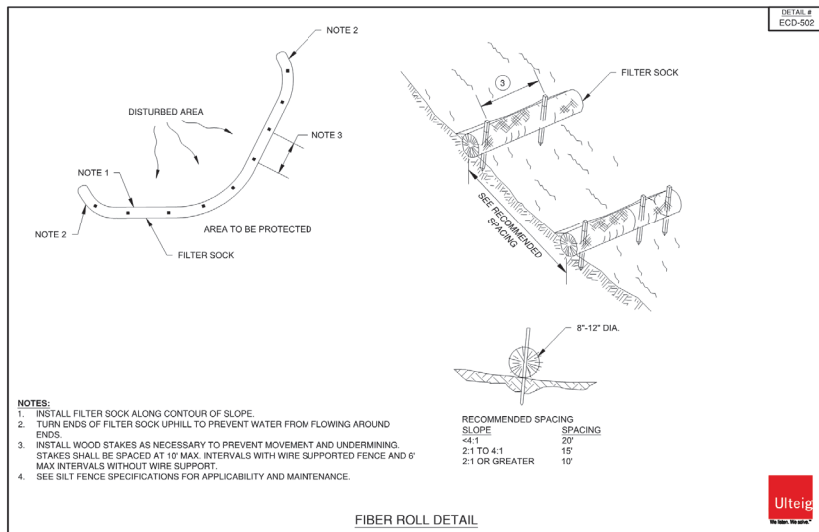 DETAIL #
ECD-502
NOTE 2
DISTURBED AREA
NOTE 3
NOTE 1
NOTE 2
AREA TO BE PROTECTED
FILTER SOCK
3
FILTER SOCK
SEE RECOMMENDED
SPACING
8"-12" DIA.
NOTES:
1. INSTALL FILTER SOCK ALONG CONTOUR OF SLOPE.
2. TURN ENDS OF FILTER SOCK UPHILL TO PREVENT WATER FROM FLOWING AROUND
ENDS.
3. INSTALL WOOD STAKES AS NECESSARY TO PREVENT MOVEMENT AND UNDERMINING.
STAKES SHALL BE SPACED AT 10' MAX. INTERVALS WITH WIRE SUPPORTED FENCE AND 6'
MAX INTERVALS WITHOUT WIRE SUPPORT.
4. SEE SILT FENCE SPECIFICATIONS FOR APPLICABILITY AND MAINTENANCE.
RECOMMENDED SPACING
SLOPE SPACING
<4:1 20'
2:1 TO 4:1 15'
2:1 OR GREATER 10'
FIBER ROLL DETAIL
Ulteig
We listen. We solve.™